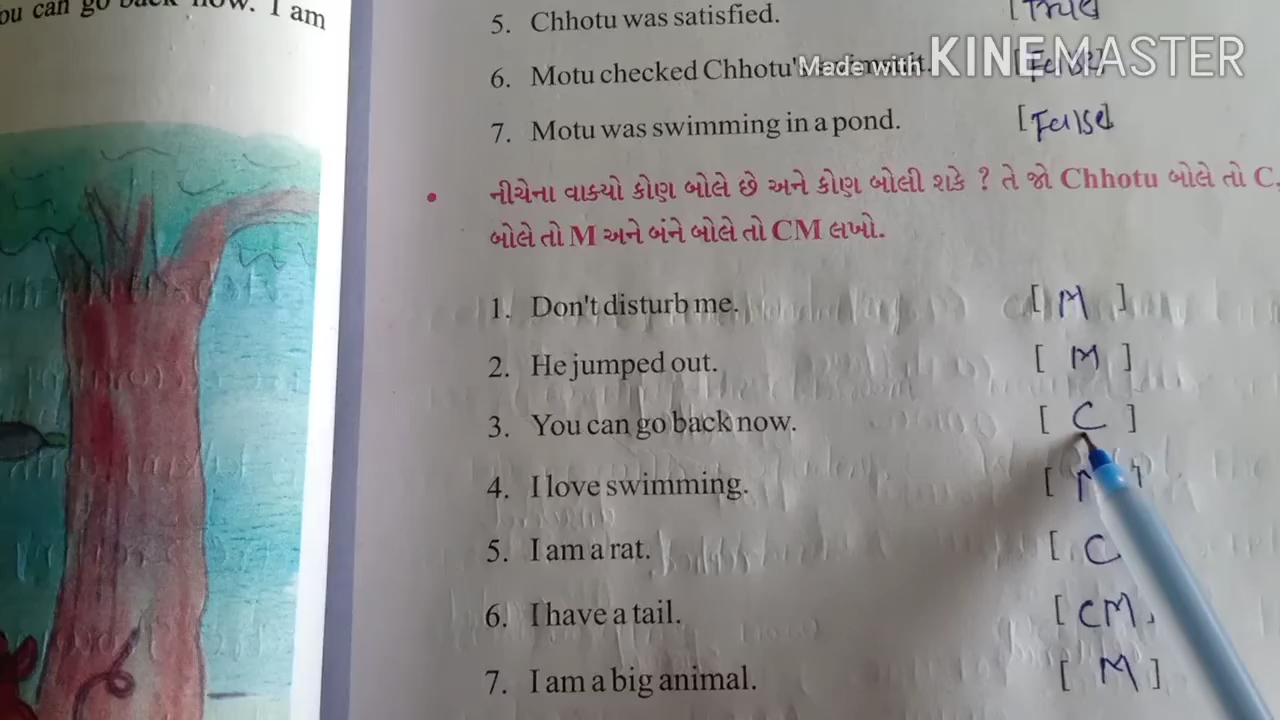 you can go back now. I am
5. Chhotu was satisfied. [True]
6. Motu checked Chhotu's
Made with KINEMASTER
[False]
7. Motu was swimming in a pond. [False]
• નીચેના વાક્યો કોણ બોલે છે અને કોણ બોલી શકે ? તે જો Chhotu બોલે તો C,
બોલે તો M અને બંને બોલે તો CM લખો.
1. Don't disturb me. [ M ]
2. He jumped out. [ M ]
3. You can go back now. [ C ]
4. I love swimming. [
5. I am a rat. [ C
6. I have a tail. [ CM ]
7. I am a big animal. [ M ]